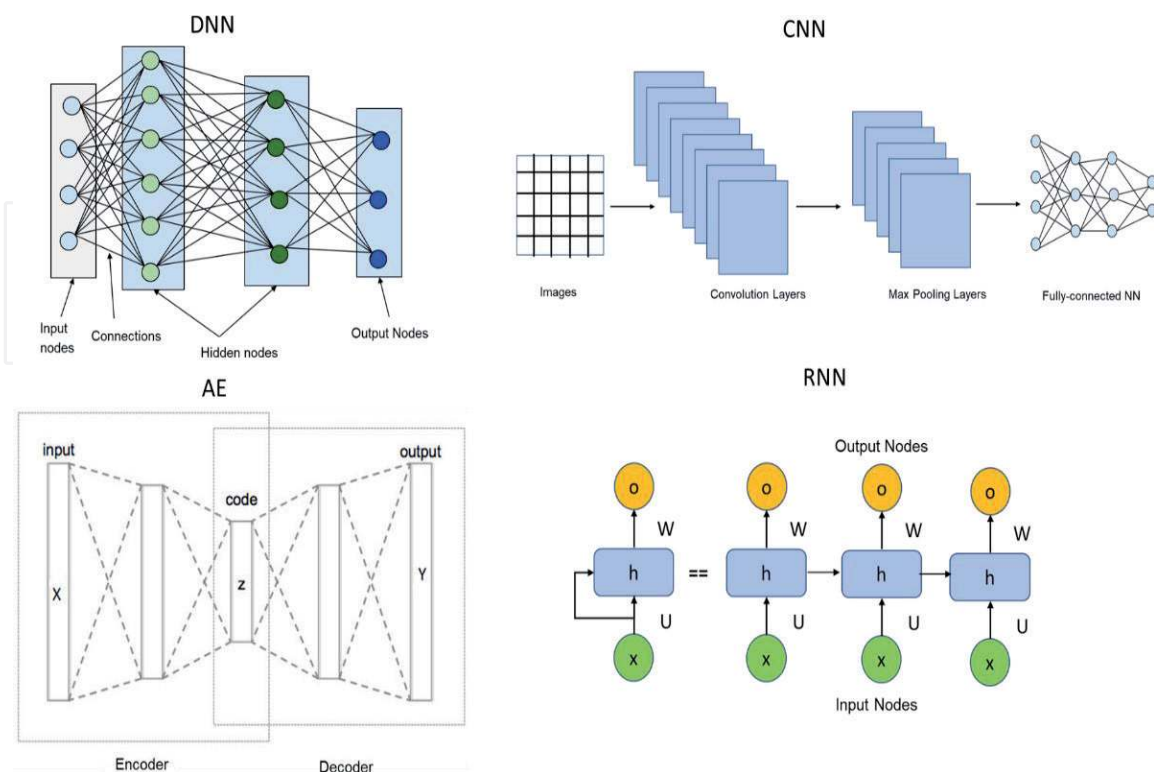 DNN
Input
nodes
Connections
Hidden nodes
Output Nodes
CNN
Images
Convolution Layers
Max Pooling Layers
Fully-connected NN
AE
input
output
code
X
z
Y
Encoder
Decoder
RNN
Output Nodes
o
o
o
o
W
W
W
W
h
==
h
h
h
U
U
U
U
x
x
x
x
Input Nodes